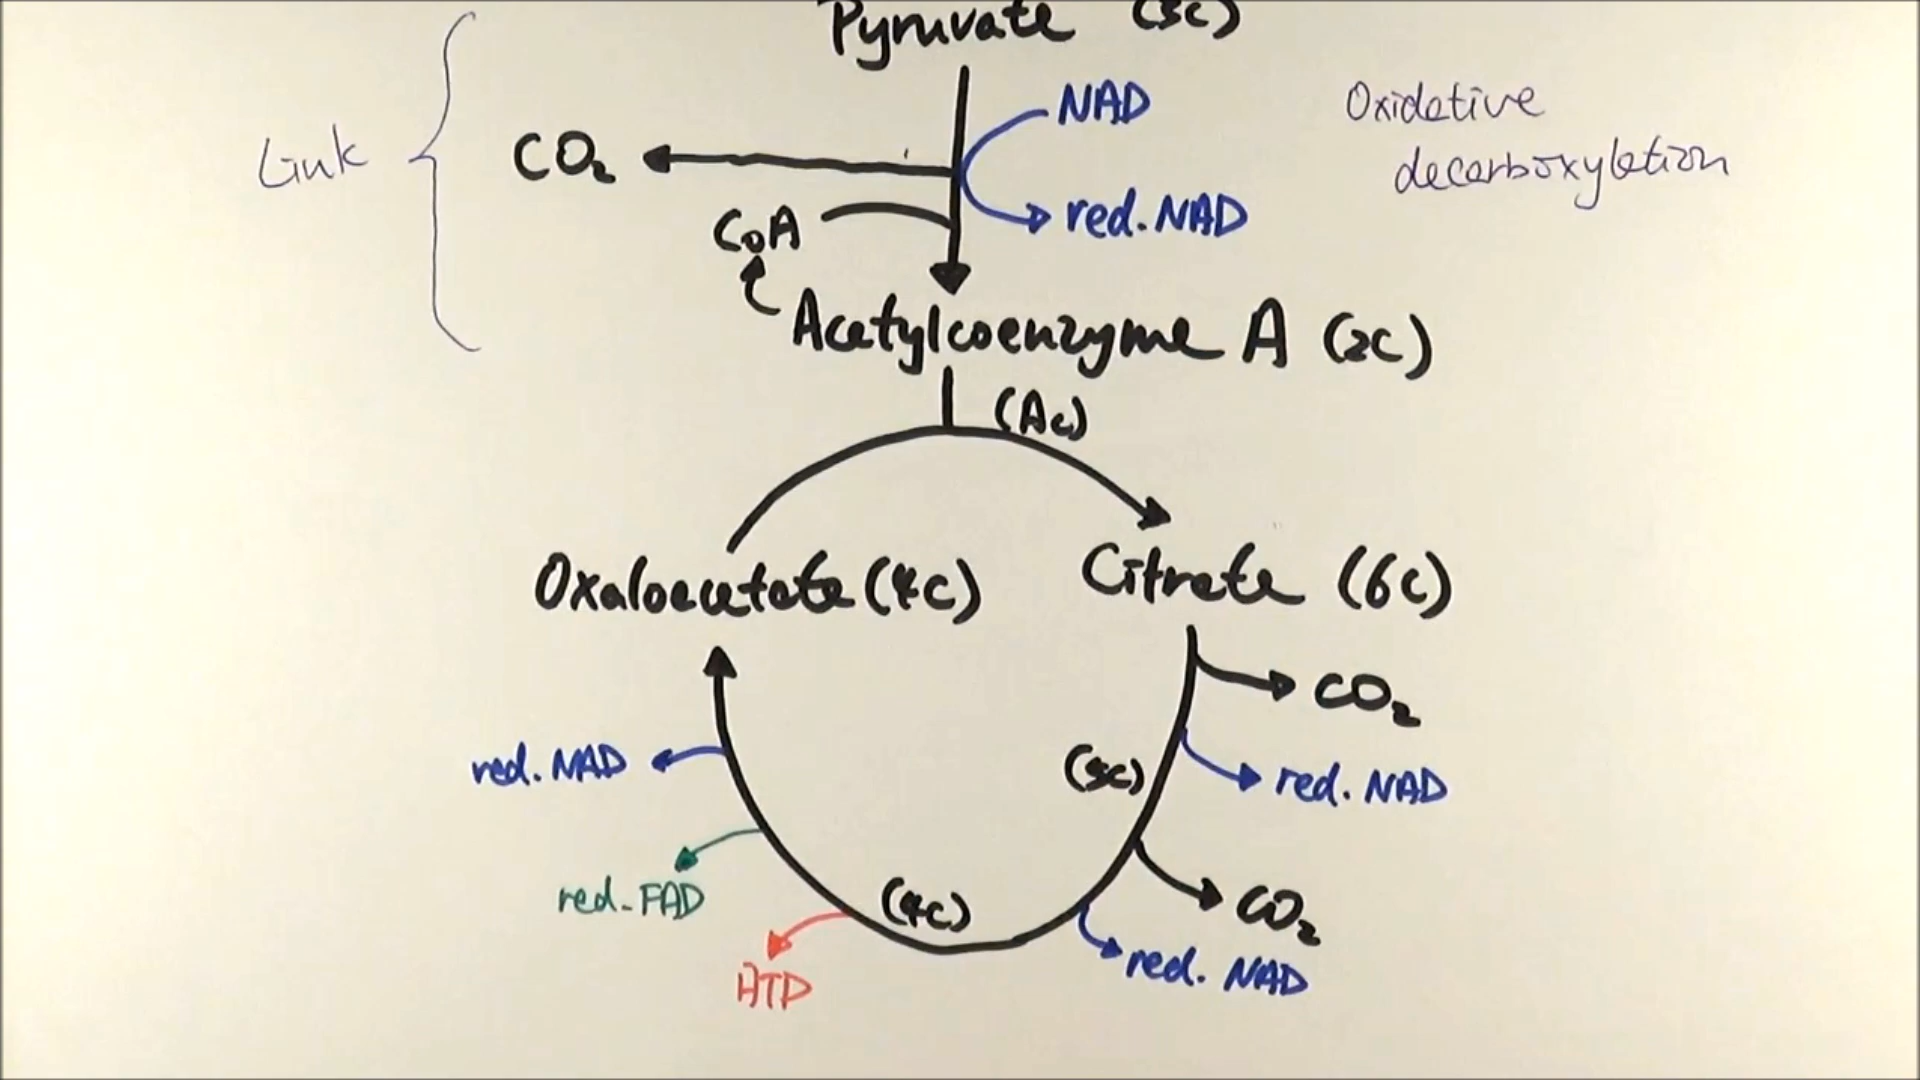 Pyruvate (3C)
NAD
Oxidative
decarboxylation
Link
CO₂
red. NAD
CoA
Acetylcoenzyme A (2C)
(Ac)
Oxaloacetate (4C)
Citrate (6C)
CO₂
red. NAD
(5C)
red. NAD
red. FAD
(4C)
CO₂
red. NAD
ATP